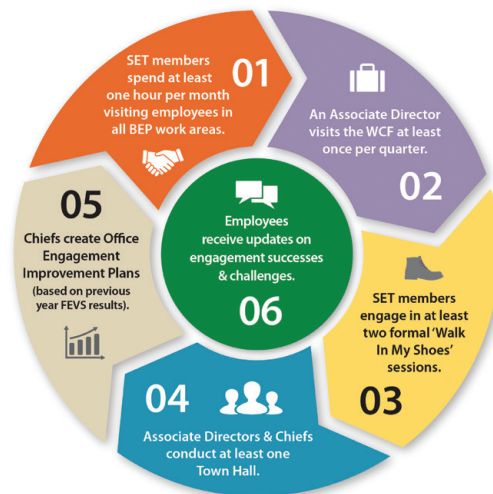 01
SET members
spend at least
one hour per month
visiting employees in
all BEP work areas.
An Associate Director
visits the WCF at least
once per quarter.
02
SET members
engage in at least
two formal 'Walk
In My Shoes'
sessions.
03
04
Associate Directors & Chiefs
conduct at least one
Town Hall.
05
Chiefs create Office
Engagement
Improvement Plans
(based on previous
year FEVS results).
Employees
receive updates on
engagement successes
& challenges.
06